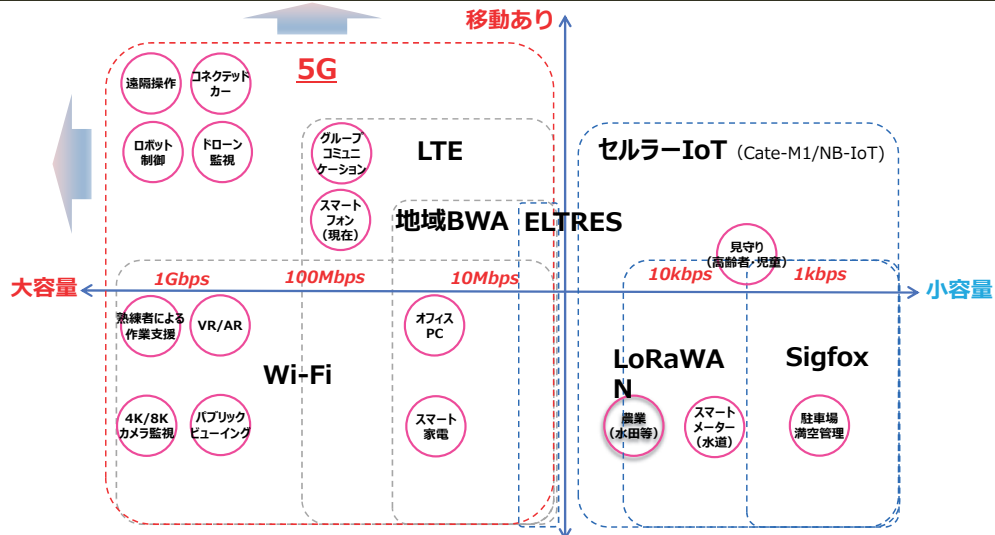 移動あり
5G
遠隔操作
コネクテッド
カー
ロボット
制御
ドローン
監視
グループ
コミュニ
ケーション
LTE
スマート
フォン
（現在）
地域BWA
ELTRES
セルラーIoT（Cate-M1/NB-IoT）
見守り
（高齢者・児童）
大容量
1Gbps
100Mbps
10Mbps
10kbps
1kbps
小容量
熟練者による
作業支援
VR/AR
オフィス
PC
Wi-Fi
LoRaWA
N
Sigfox
4K/8K
カメラ監視
パブリック
ビューイング
スマート
家電
農業
（水田等）
スマート
メーター
（水道）
駐車場
満空管理